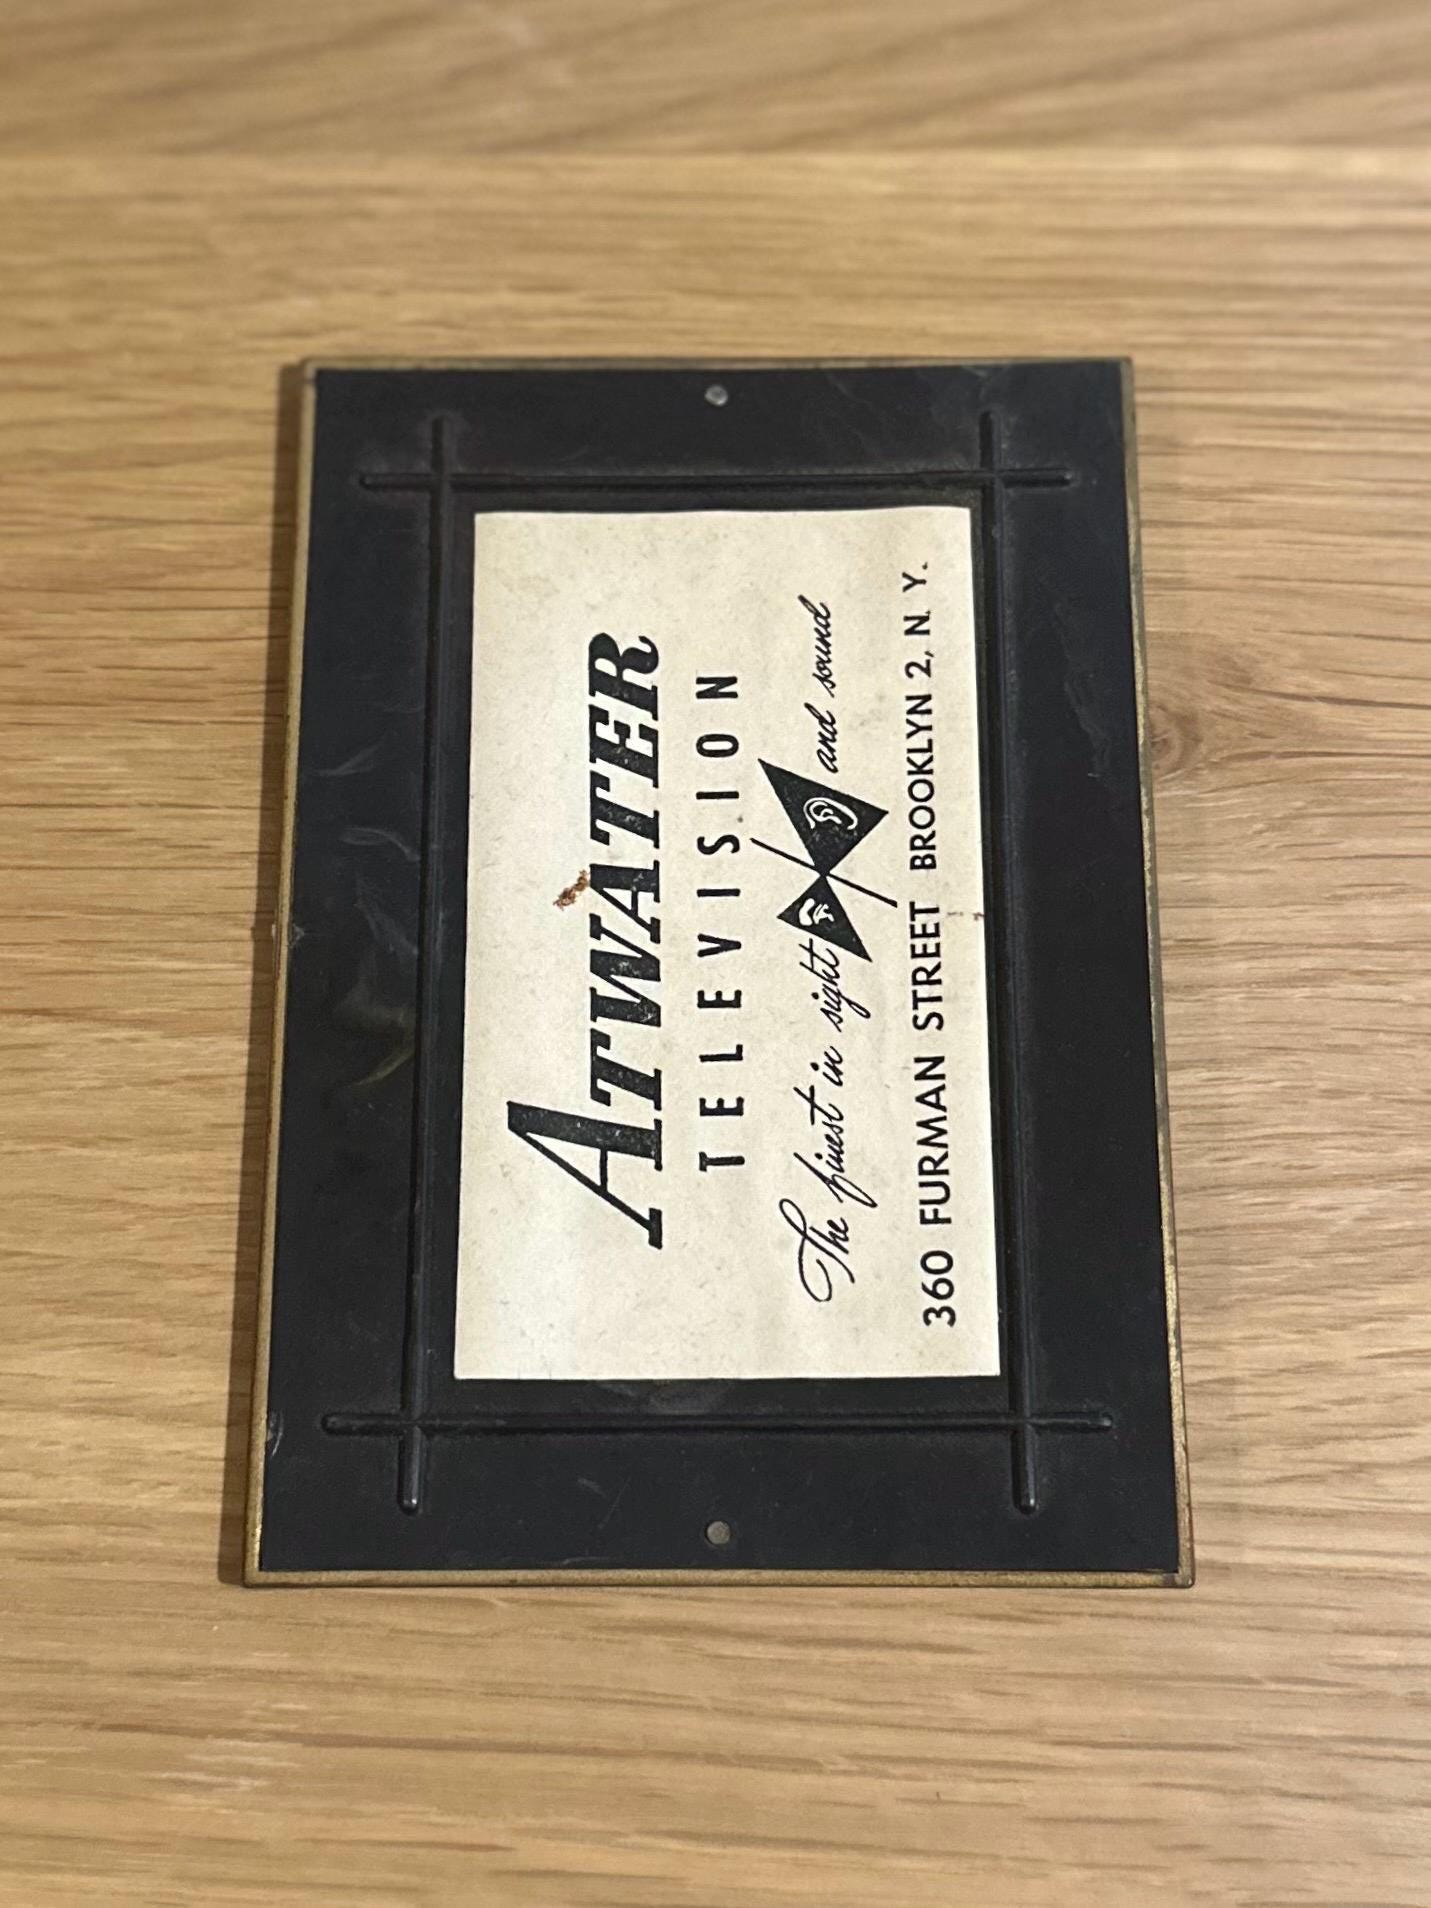 ATWATER
TELEVISION
The finest in sight and sound
360 FURMAN STREET BROOKLYN 2, N. Y.